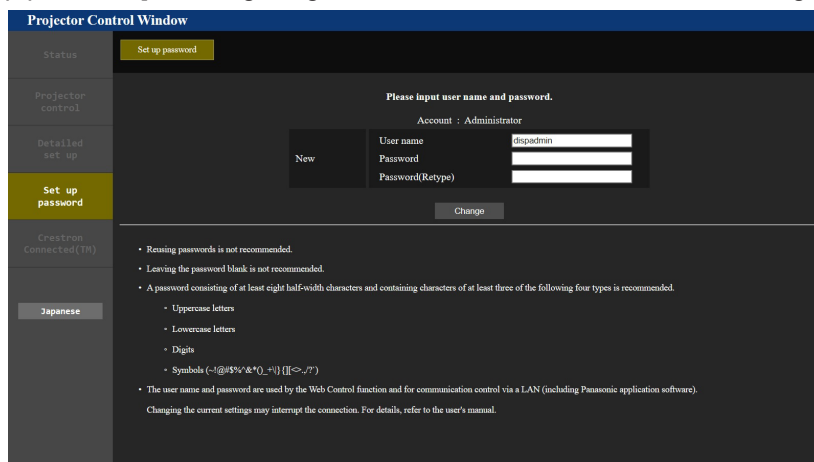 Projector Control Window
Status
Set up password
Projector
control
Detailed
set up
Set up
password
Crestron
Connected(TM)
Japanese
Please input user name and password.
Account : Administrator
New
User name
dispadmin
Password
Password(Retype)
Change
• Reusing passwords is not recommended.
• Leaving the password blank is not recommended.
• A password consisting of at least eight half-width characters and containing characters of at least three of the following four types is recommended.
◦ Uppercase letters
◦ Lowercase letters
◦ Digits
◦ Symbols (~!@#$%^&*()_+\|}{][<>.,/?`)
• The user name and password are used by the Web Control function and for communication control via a LAN (including Panasonic application software).
Changing the current settings may interrupt the connection. For details, refer to the user's manual.